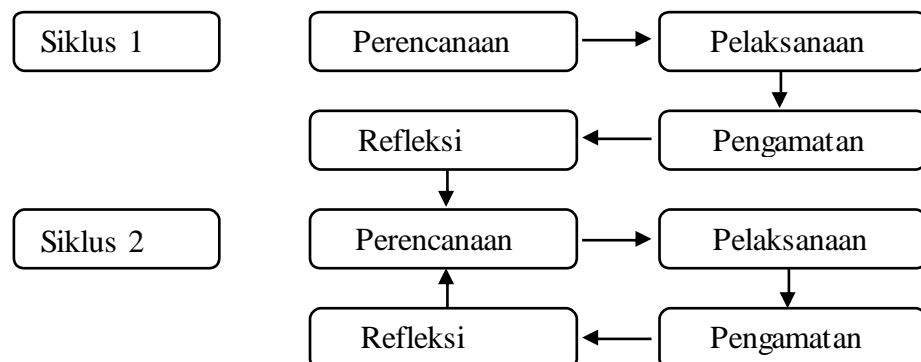 Siklus 1
Perencanaan
Pelaksanaan
Refleksi
Pengamatan
Siklus 2
Perencanaan
Pelaksanaan
Refleksi
Pengamatan